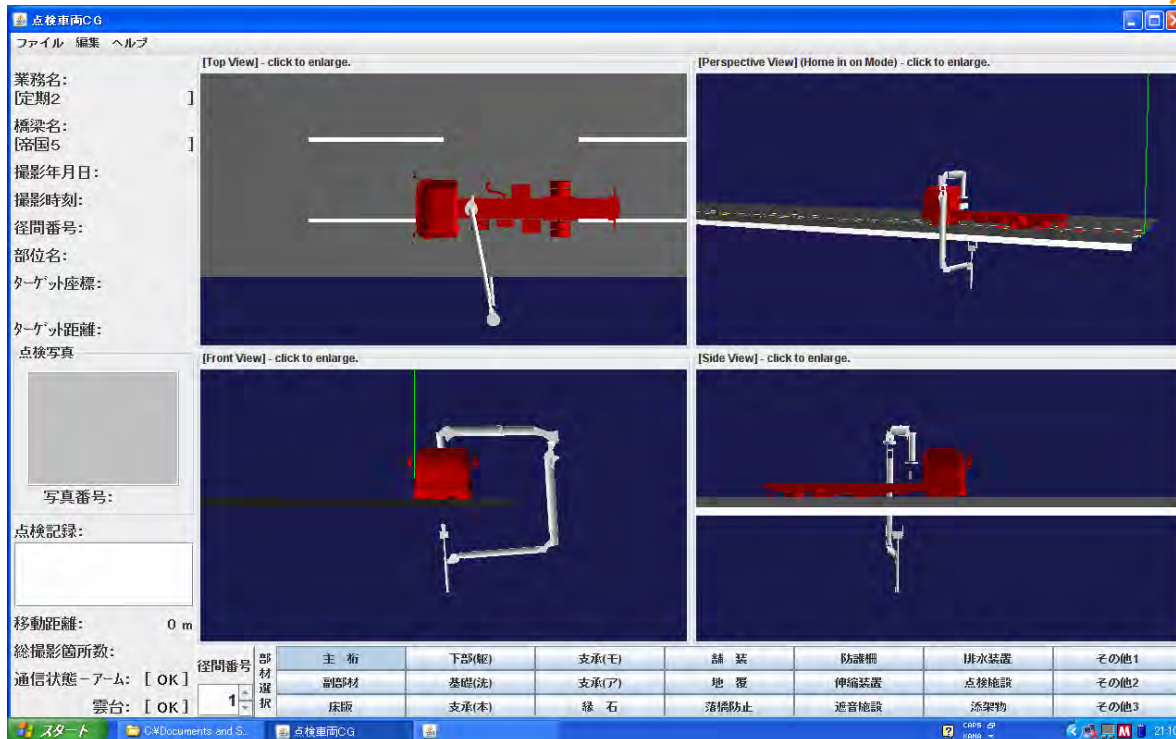 点検車両CG
ファイル 編集 ヘルプ
業務名:
[定期2 ]
橋梁名:
[帝国5 ]
撮影年月日:
撮影時刻:
径間番号:
部位名:
ターゲット座標:
ターゲット距離:
点検写真
写真番号:
点検記録:
移動距離: 0 m
総撮影箇所数:
通信状態-アーム: [ OK ]
雲台: [ OK ]
[Top View] - click to enlarge.
[Perspective View] (Home in on Mode) - click to enlarge.
[Front View] - click to enlarge.
[Side View] - click to enlarge.
径間番号
1
部材選択
主 桁 下部(躯) 支承(モ) 舗 装 防護柵 排水装置 その他1
副部材 基礎(洗) 支承(ア) 地 覆 伸縮装置 点検施設 その他2
床版 支承(本) 縁 石 落橋防止 遮音施設 添架物 その他3
スタート C:¥Documents and S... 点検車両CG CAPS KANA 21:10